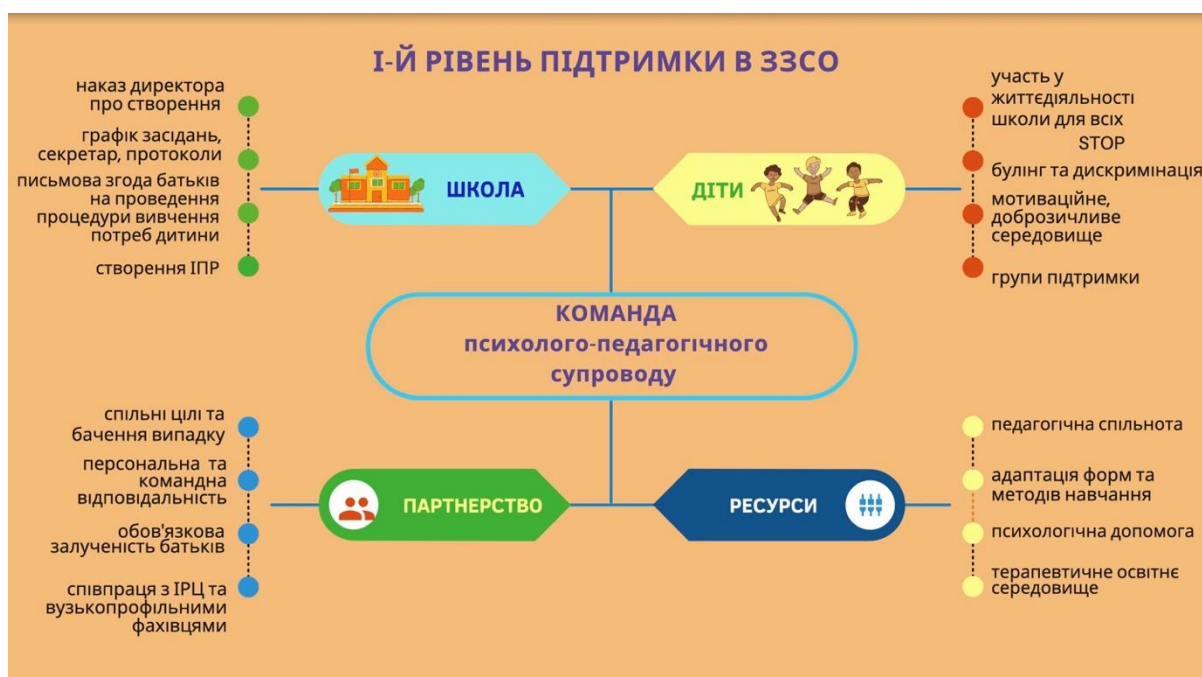 І-Й РІВЕНЬ ПІДТРИМКИ В ЗЗСО
наказ директора
про створення
графік засідань,
секретар, протоколи
письмова згода батьків
на проведення
процедури вивчення
потреб дитини
створення ІПР
ШКОЛА
ДІТИ
участь у
життєдіяльності
школи для всіх
STOP
булінг та дискримінація
мотиваційне,
доброзичливе
середовище
групи підтримки
КОМАНДА
психолого-педагогічного
супроводу
спільні цілі та
бачення випадку
персональна та
командна
відповідальність
обов'язкова
залученість батьків
співпраця з ІРЦ та
вузькопрофільними
фахівцями
ПАРТНЕРСТВО
РЕСУРСИ
педагогічна спільнота
адаптація форм та
методів навчання
психологічна допомога
терапевтичне освітнє
середовище